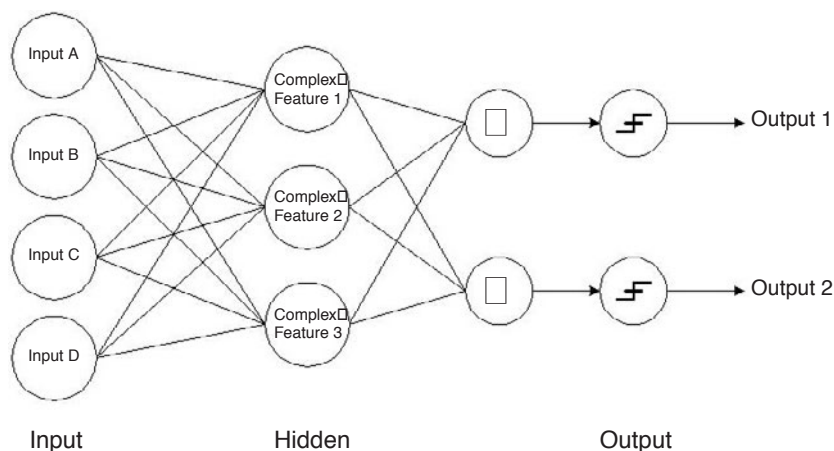 Input A
Input B
Input C
Input D
Complex
Feature 1
Complex
Feature 2
Complex
Feature 3
Output 1
Output 2
Input
Hidden
Output